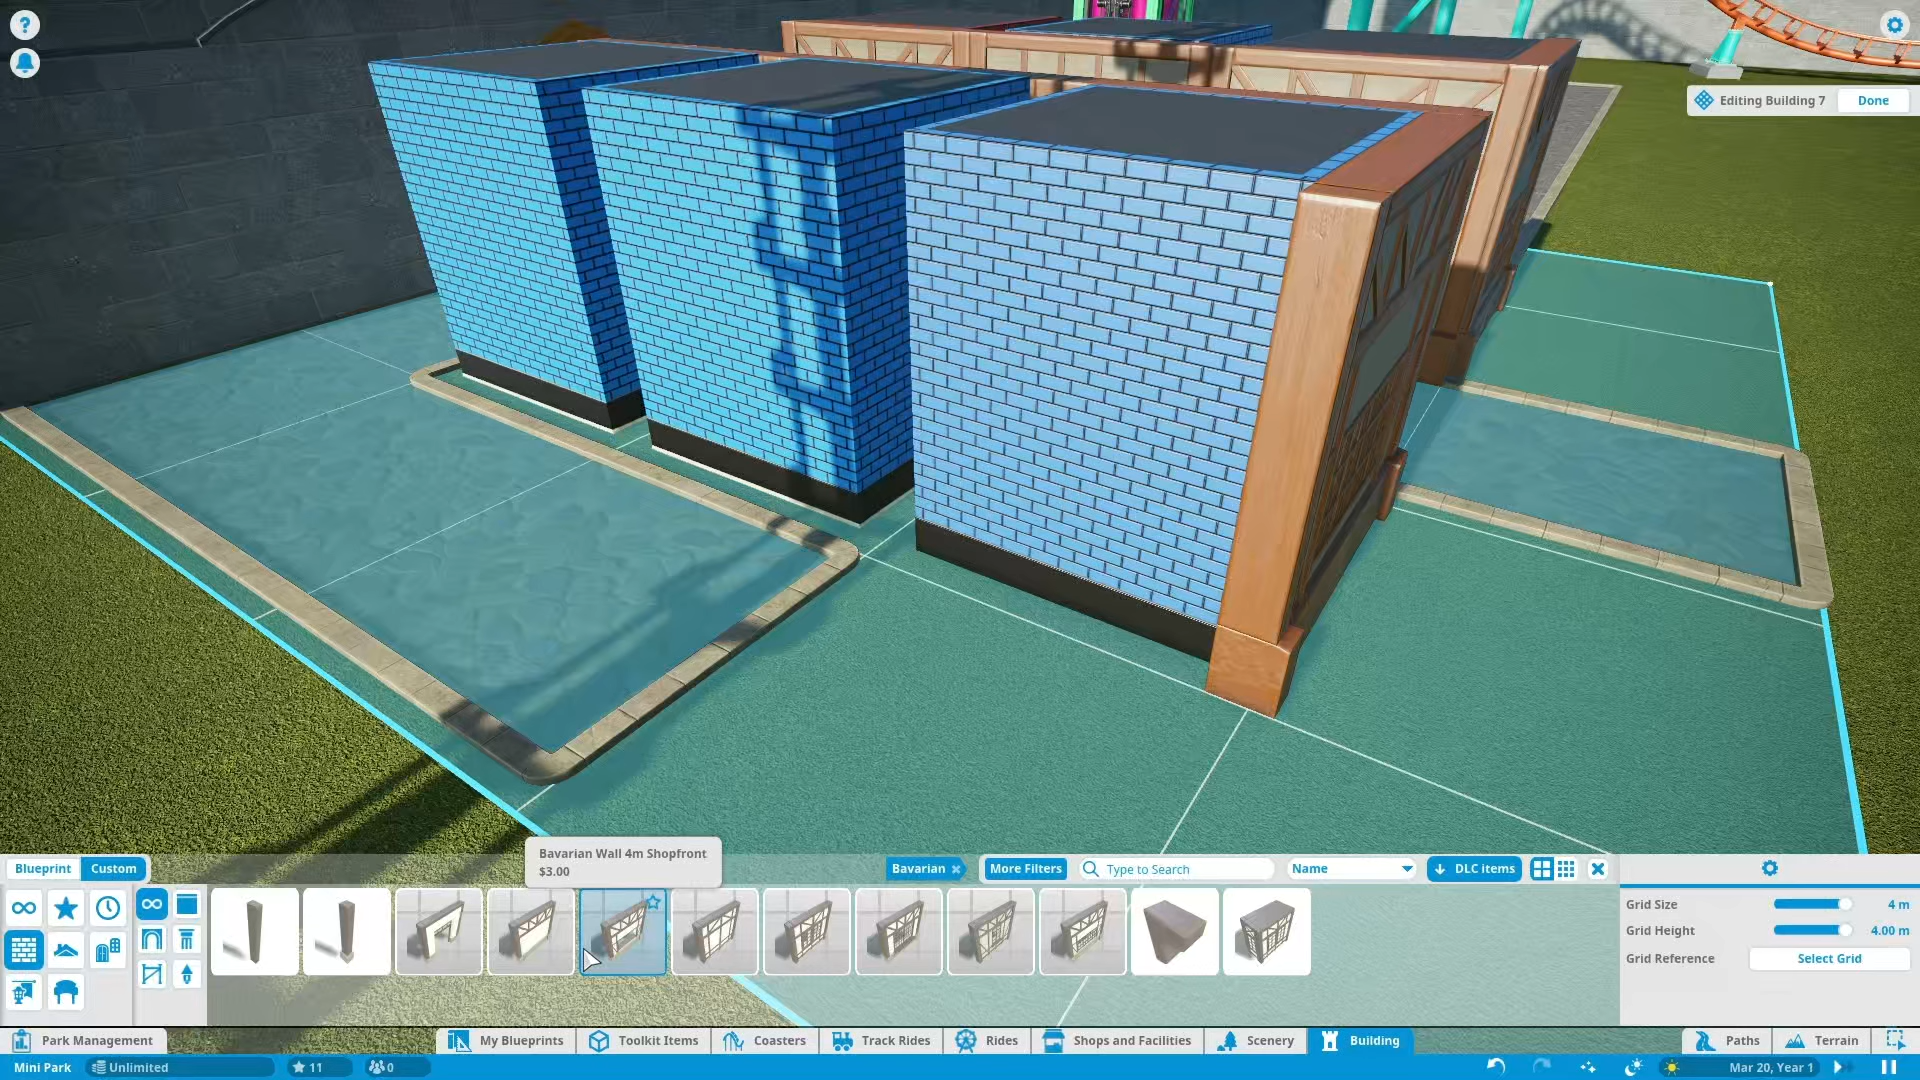 ?
Editing Building 7 Done
Bavarian Wall 4m Shopfront
$3.00
Blueprint Custom
Bavarian × More Filters Type to Search Name DLC items
Grid Size 4 m
Grid Height 4.00 m
Grid Reference Select Grid
Park Management My Blueprints Toolkit Items Coasters Track Rides Rides Shops and Facilities Scenery Building Paths Terrain
Mini Park Unlimited 11 0 Mar 20, Year 1